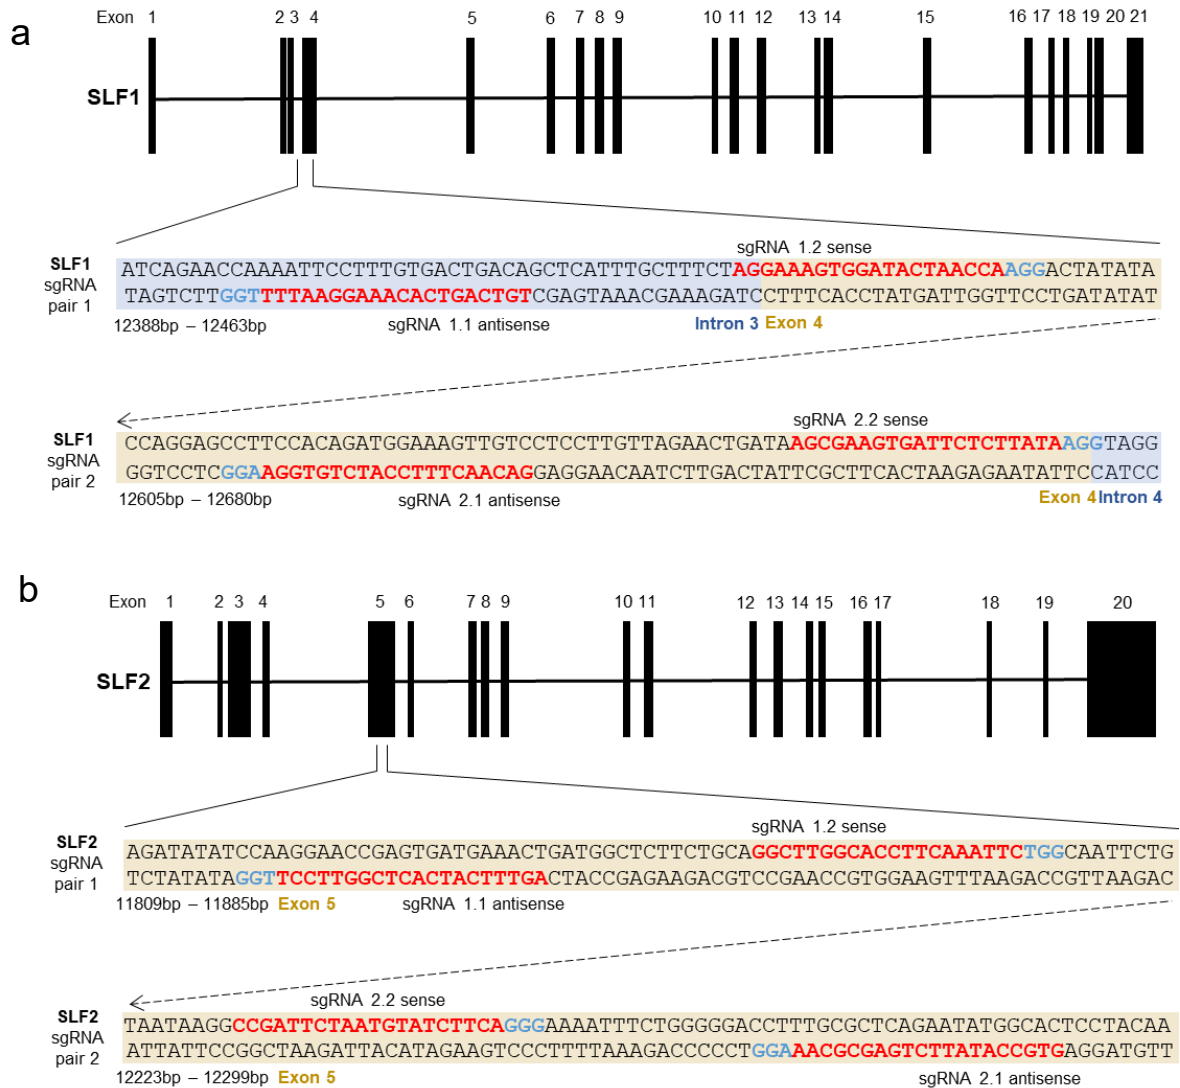 a
Exon 1 2 3 4 5 6 7 8 9 10 11 12 13 14 15 16 17 18 19 20 21
SLF1
sgRNA 1.2 sense
SLF1
sgRNA
pair 1
ATCAGAACCAAAATTCCTTTGTGACTGACAGCTCATTTGCTTTCTAGGAAAGTGGATACTAACCAAGGACTATATA
TAGTCTTGGTTTTAAGGAAACACTGACTGTCGAGTAAACGAAAGATCCTTTCACCTATGATTGGTTCCTGATATAT
12388bp – 12463bp
sgRNA 1.1 antisense
Intron 3 Exon 4
sgRNA 2.2 sense
SLF1
sgRNA
pair 2
CCAGGAGCCTTCCACAGATGGAAAGTTGTCCTCCTTGTTAGAACTGATAAGCGAAGTGATTCTCTTATAAGGTAGG
GGTCCTCGGAAGGTGTCTACCTTTCAACAGGAGGAACAATCTTGACTATTCGCTTCACTAAGAGAATATTCCATCC
12605bp – 12680bp
sgRNA 2.1 antisense
Exon 4 Intron 4
b
Exon 1 2 3 4 5 6 7 8 9 10 11 12 13 14 15 16 17 18 19 20
SLF2
sgRNA 1.2 sense
SLF2
sgRNA
pair 1
AGATATATCCAAGGAACCGAGTGATGAAACTGATGGCTCTTCTGCAGGCTTGGCACCTTCAAATTCTGGCAATTCTG
TCTATATAGGTTCCTTGGCTCACTACTTTGACTACCGAGAAGACGTCCGAACCGTGGAAGTTTAAGACCGTTAAGAC
11809bp – 11885bp Exon 5
sgRNA 1.1 antisense
sgRNA 2.2 sense
SLF2
sgRNA
pair 2
TAATAAGGCCGATTCTAATGTATCTTCAGGGAAAATTTCTGGGGGACCTTTGCGCTCAGAATATGGCACTCCTACAA
ATTATTCCGGCTAAGATTACATAGAAGTCCCTTTTAAAGACCCCCTGGAAACGCGAGTCTTATACCGTGAGGATGTT
12223bp – 12299bp Exon 5
sgRNA 2.1 antisense